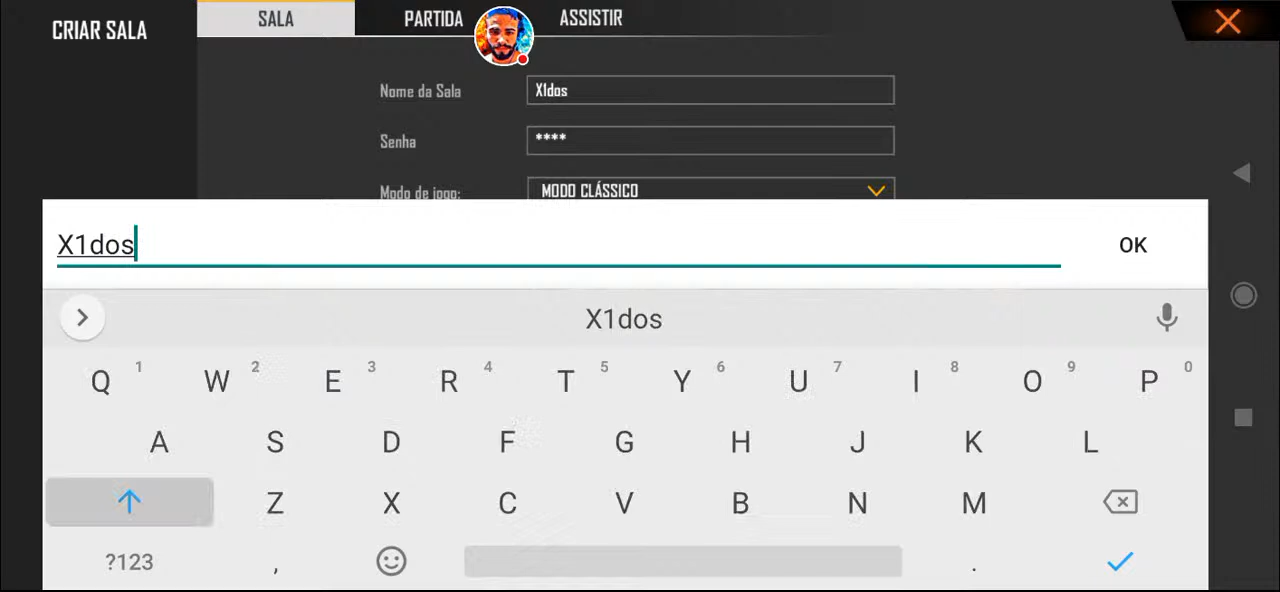 CRIAR SALA
SALA
PARTIDA
ASSISTIR
Nome da Sala
X1dos
Senha
****
Modo de jogo:
MODO CLÁSSICO
X1dos
OK
X1dos
Q 1 W 2 E 3 R 4 T 5 Y 6 U 7 I 8 O 9 P 0
A S D F G H J K L
Z X C V B N M
?123 , .